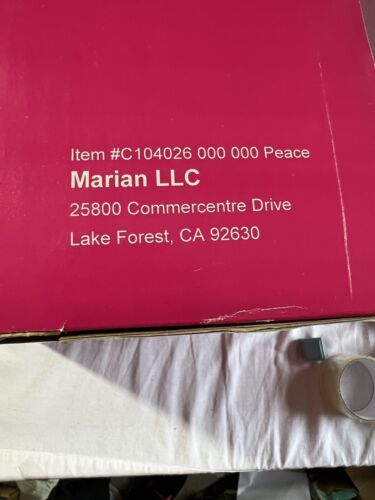 Item #C104026 000 000 Peace
Marian LLC
25800 Commercentre Drive
Lake Forest, CA 92630